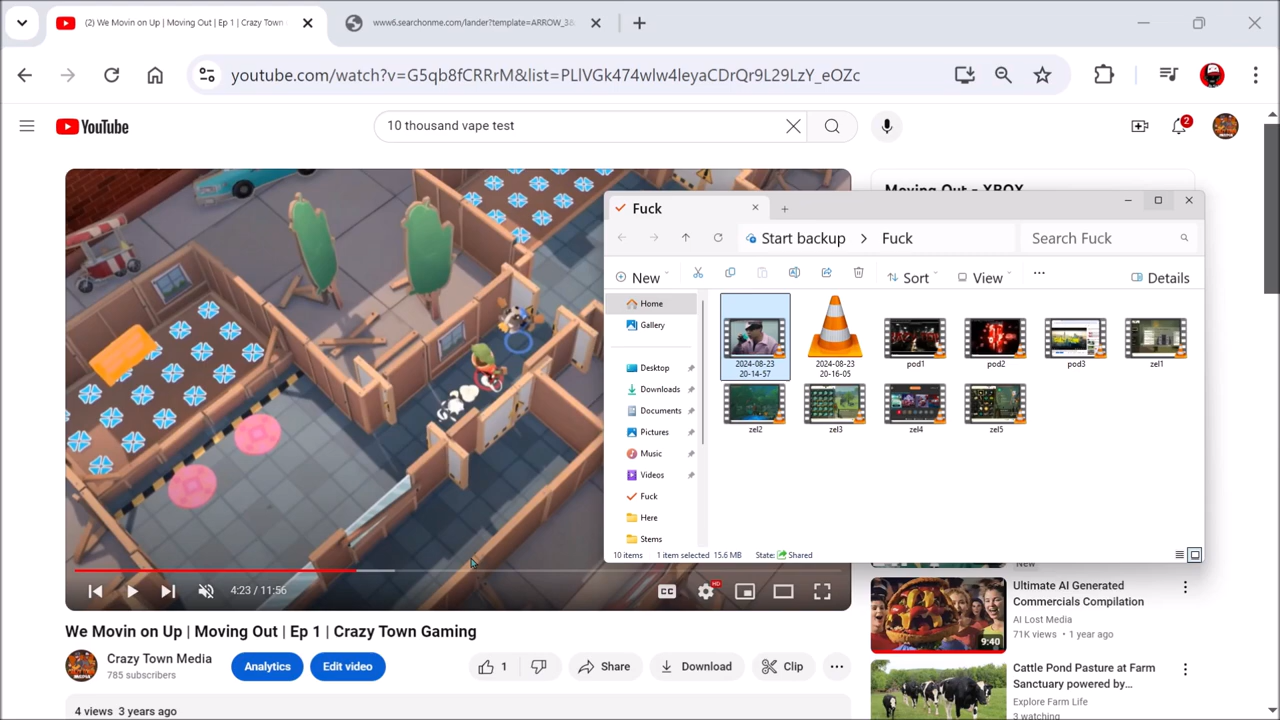 (2) We Movin on Up | Moving Out | Ep 1 | Crazy Town
www6.searchonme.com/lander?template=ARROW_3&
youtube.com/watch?v=G5qb8fCRRrM&list=PLlVGk474wlw4leyaCDrQr9L29LzY_eOZc
YouTube
10 thousand vape test
2
Moving Out - XBOX
Fuck
Start backup
Fuck
Search Fuck
New
Sort
View
Details
Home
Gallery
Desktop
Downloads
Documents
Pictures
Music
Videos
Fuck
Here
Stems
2024-08-23
20-14-57
2024-08-23
20-16-05
pod1
pod2
pod3
zel1
zel2
zel3
zel4
zel5
10 items
1 item selected 15.6 MB
State:
Shared
4:23 / 11:56
CC
HD
We Movin on Up | Moving Out | Ep 1 | Crazy Town Gaming
Crazy Town Media
785 subscribers
Analytics
Edit video
1
Share
Download
Clip
4 views 3 years ago
New
Ultimate AI Generated
Commercials Compilation
AI Lost Media
71K views • 1 year ago
9:40
Cattle Pond Pasture at Farm
Sanctuary powered by...
Explore Farm Life
3 watching